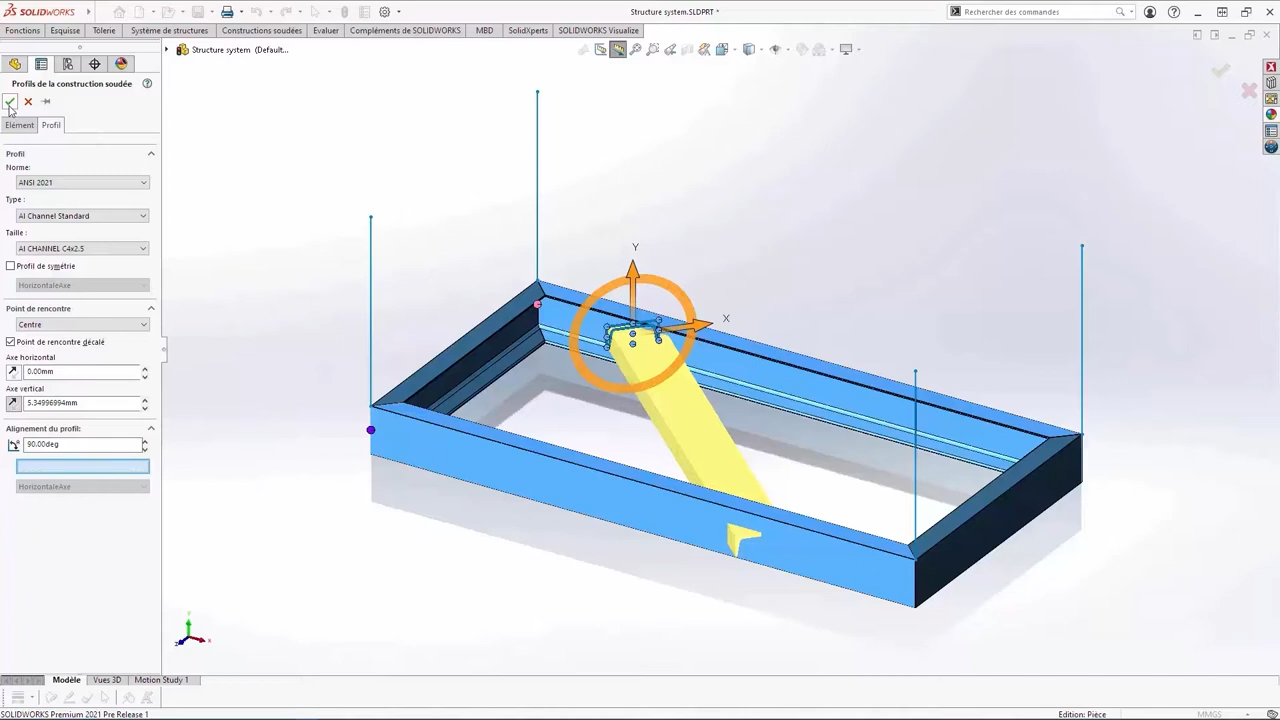 SOLIDWORKS
Structure system.SLDPRT *
Rechercher des commandes
Fonctions
Esquisse
Tôlerie
Système de structures
Constructions soudées
Evaluer
Compléments de SOLIDWORKS
MBD
SolidXperts
SOLIDWORKS Visualize
Structure system (Default...
Profils de la construction soudée
Elément
Profil
Profil
Norme:
ANSI 2021
Type :
AI Channel Standard
Taille :
AI CHANNEL C4x2.5
Profil de symétrie
HorizontaleAxe
Point de rencontre
Centre
Point de rencontre décalé
Axe horizontal
0.00mm
Axe vertical
5.34996994mm
Alignement du profil:
90.00deg
HorizontaleAxe
Y
X
Y
X
Z
Modèle
Vues 3D
Motion Study 1
SOLIDWORKS Premium 2021 Pre Release 1
Edition: Pièce
MMGS